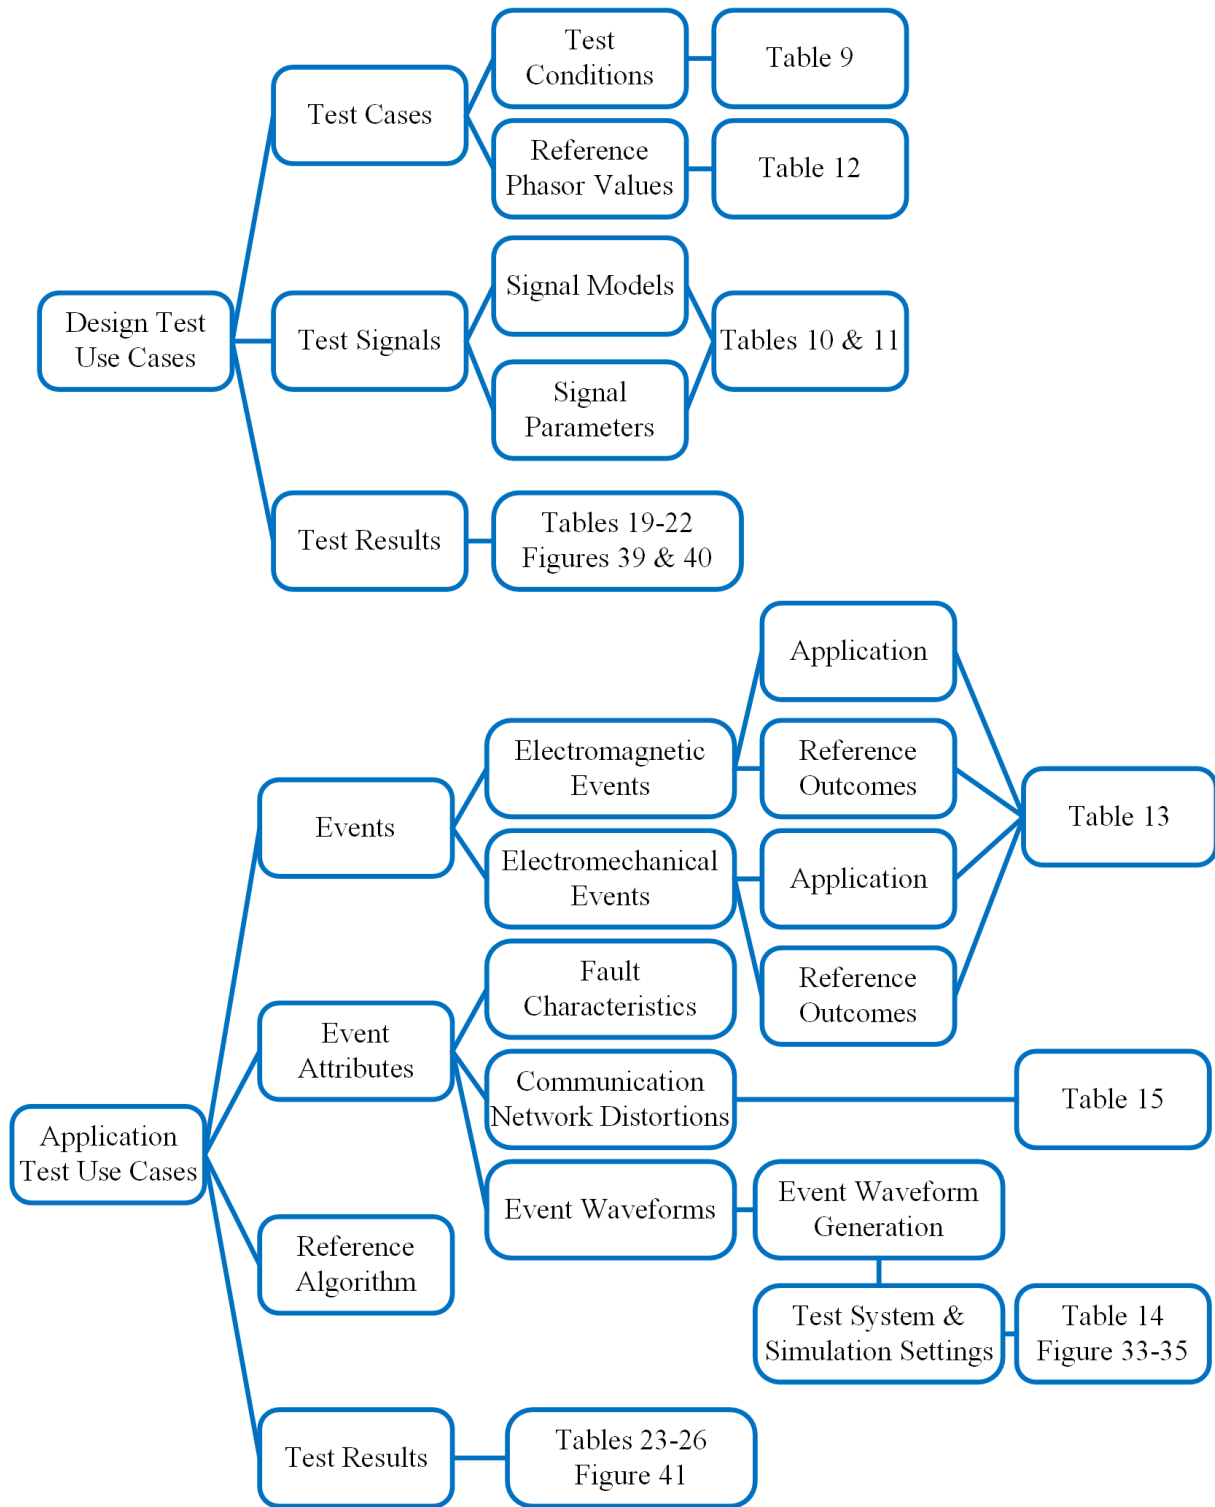 Test
Conditions
Table 9
Test Cases
Reference
Phasor Values
Table 12
Signal Models
Design Test
Use Cases
Test Signals
Tables 10 & 11
Signal
Parameters
Test Results
Tables 19-22
Figures 39 & 40
Application
Electromagnetic
Events
Reference
Outcomes
Events
Table 13
Electromechanical
Events
Application
Fault
Characteristics
Reference
Outcomes
Event
Attributes
Communication
Network Distortions
Table 15
Application
Test Use Cases
Event Waveforms
Event Waveform
Generation
Reference
Algorithm
Test System &
Simulation Settings
Table 14
Figure 33-35
Test Results
Tables 23-26
Figure 41